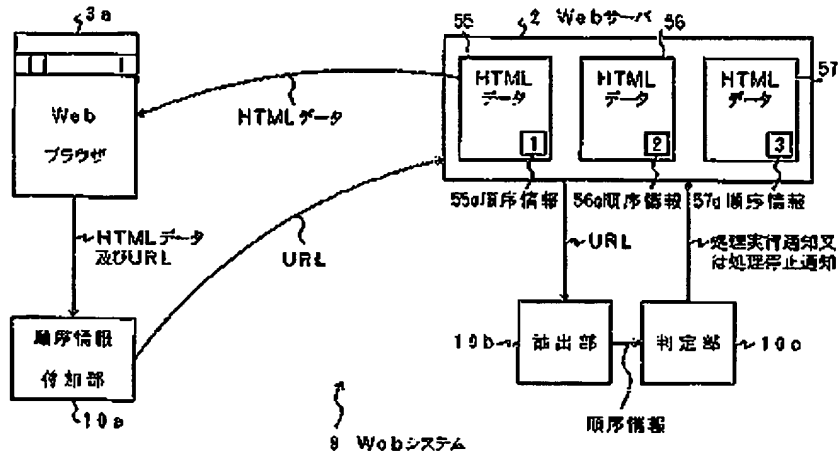 3a
Web
ブラウザ
HTMLデータ
2 Webサーバ
55
56
57
HTML
データ
1
HTML
データ
2
HTML
データ
3
55a順序情報
56a順序情報
57a順序情報
HTMLデータ
及びURL
URL
URL
処理実行通知又
は処理停止通知
順序情報
付加部
10a
10b
抽出部
判定部
10c
順序情報
9 Webシステム